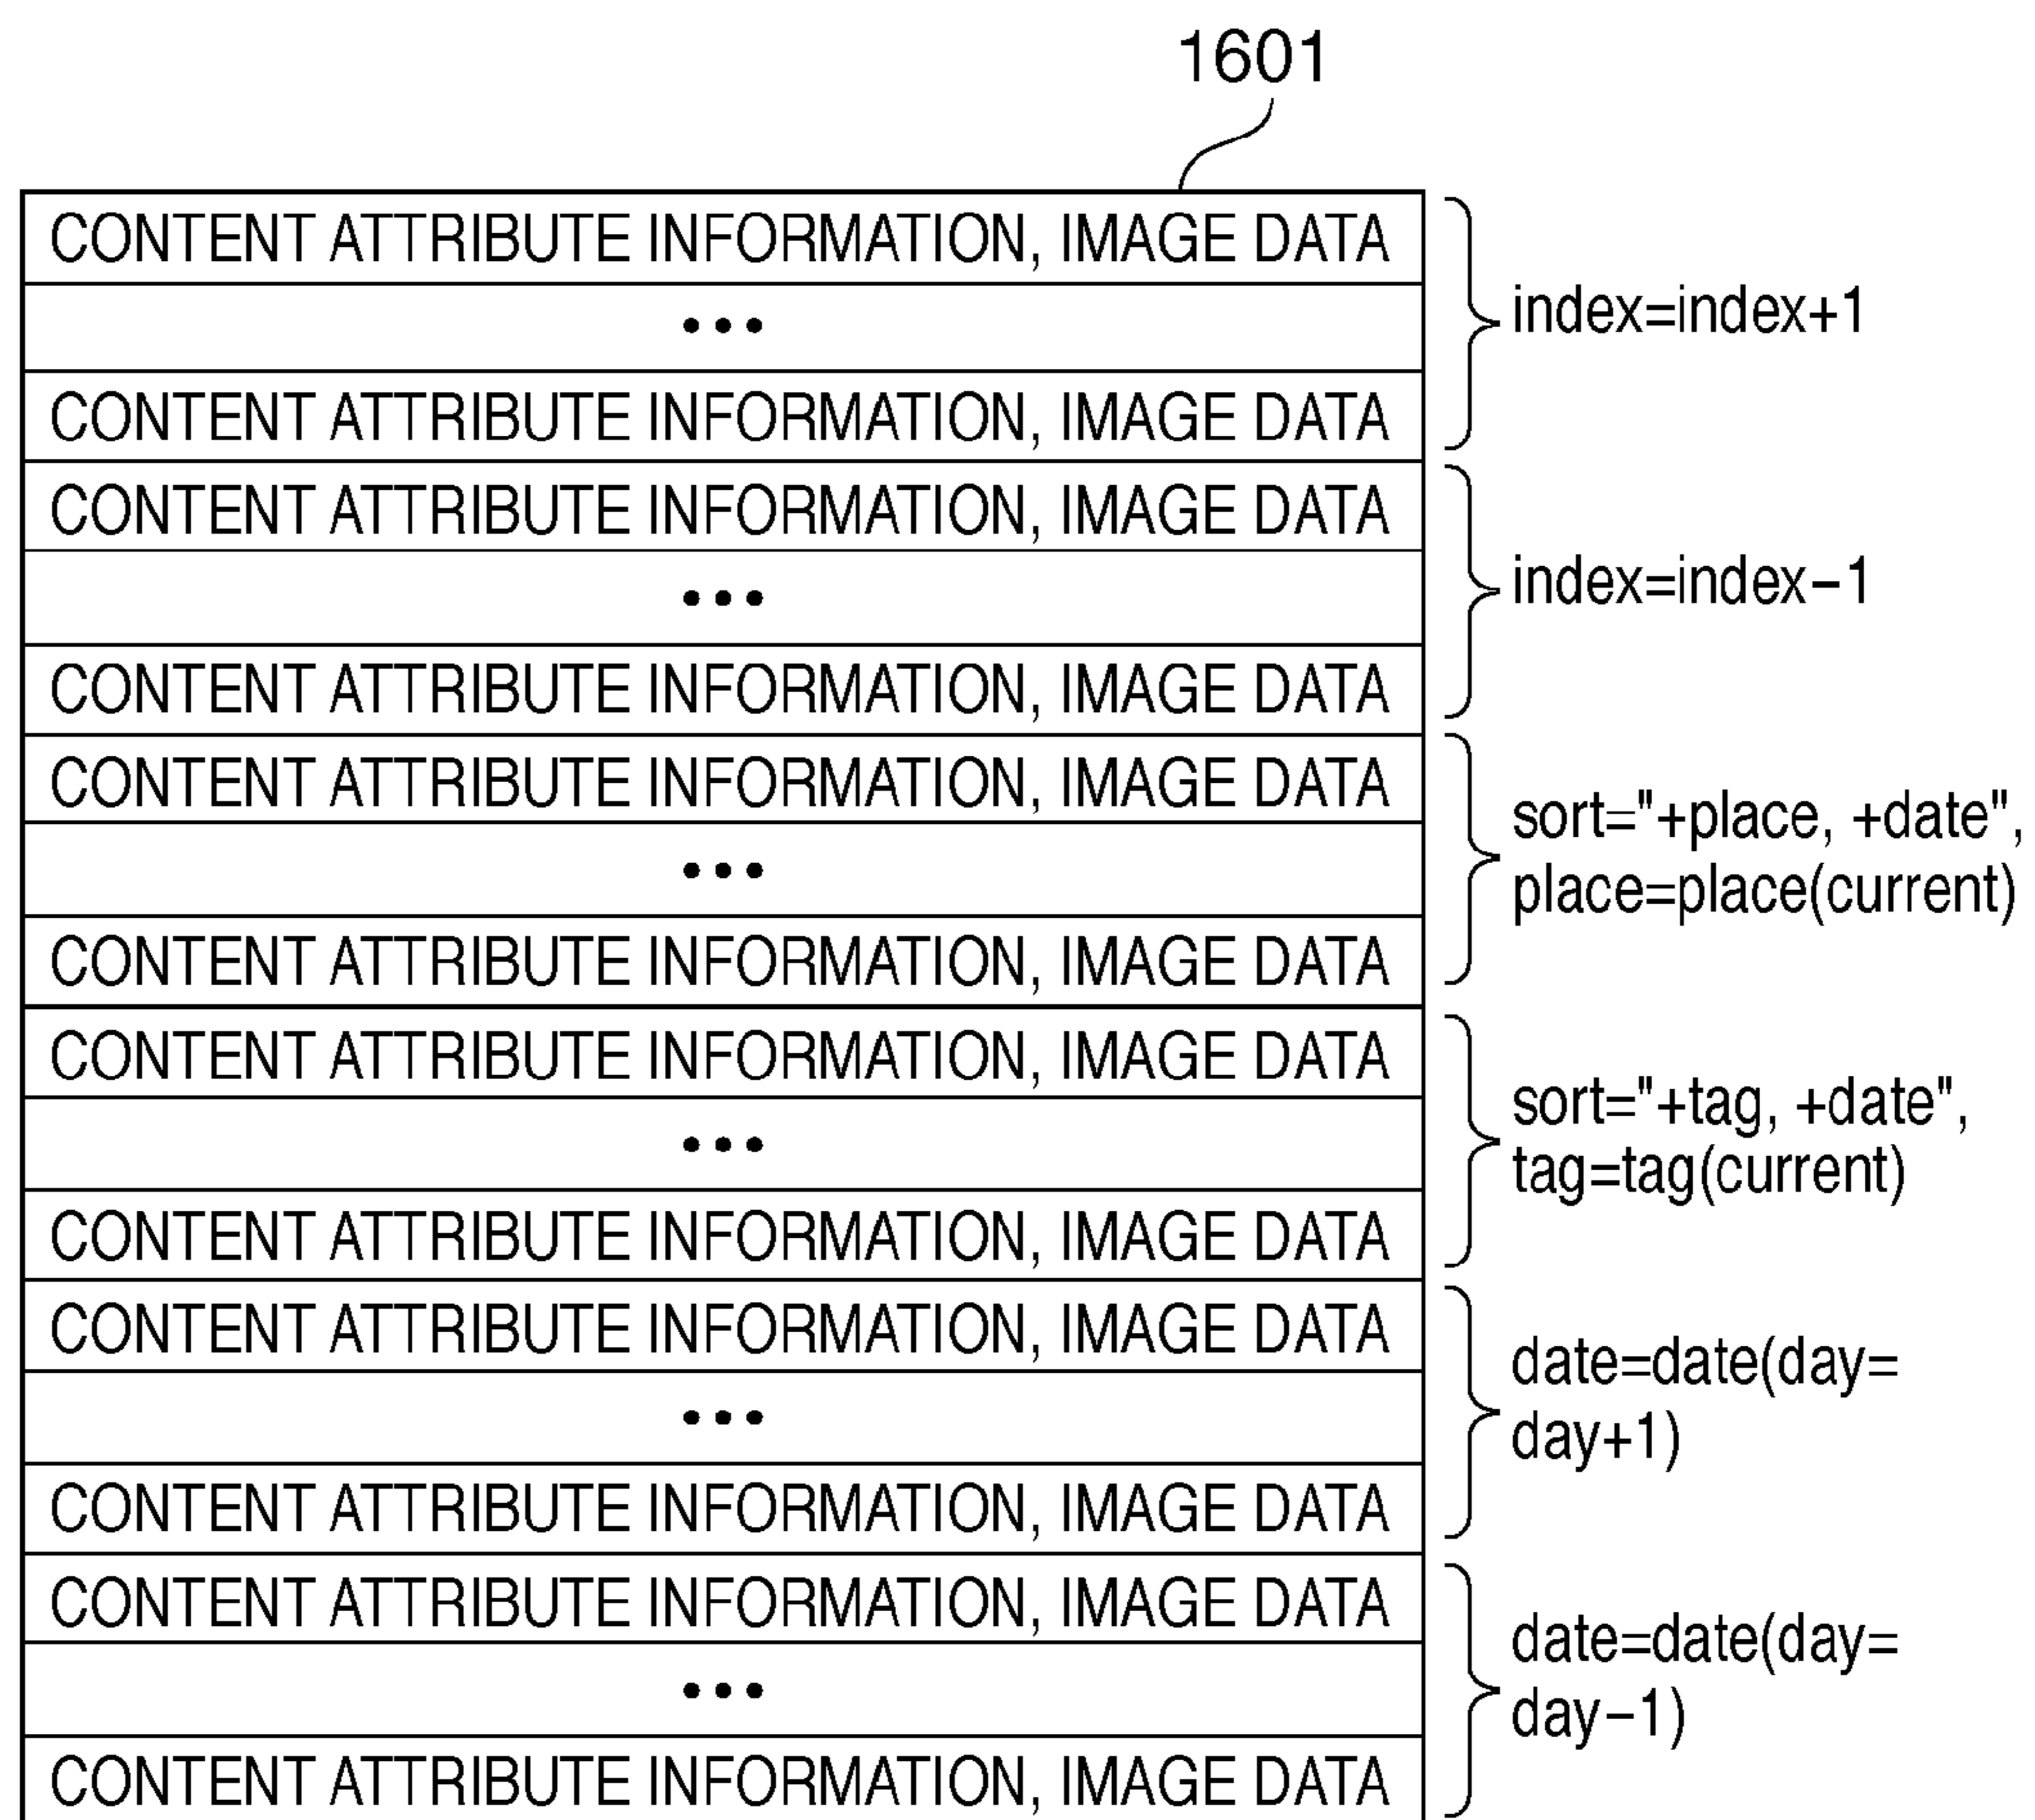 1601
CONTENT ATTRIBUTE INFORMATION, IMAGE DATA
•••
CONTENT ATTRIBUTE INFORMATION, IMAGE DATA
index=index+1
CONTENT ATTRIBUTE INFORMATION, IMAGE DATA
•••
CONTENT ATTRIBUTE INFORMATION, IMAGE DATA
index=index−1
CONTENT ATTRIBUTE INFORMATION, IMAGE DATA
•••
CONTENT ATTRIBUTE INFORMATION, IMAGE DATA
sort="+place, +date",
place=place(current)
CONTENT ATTRIBUTE INFORMATION, IMAGE DATA
•••
CONTENT ATTRIBUTE INFORMATION, IMAGE DATA
sort="+tag, +date",
tag=tag(current)
CONTENT ATTRIBUTE INFORMATION, IMAGE DATA
•••
CONTENT ATTRIBUTE INFORMATION, IMAGE DATA
date=date(day=
day+1)
CONTENT ATTRIBUTE INFORMATION, IMAGE DATA
•••
CONTENT ATTRIBUTE INFORMATION, IMAGE DATA
date=date(day=
day−1)